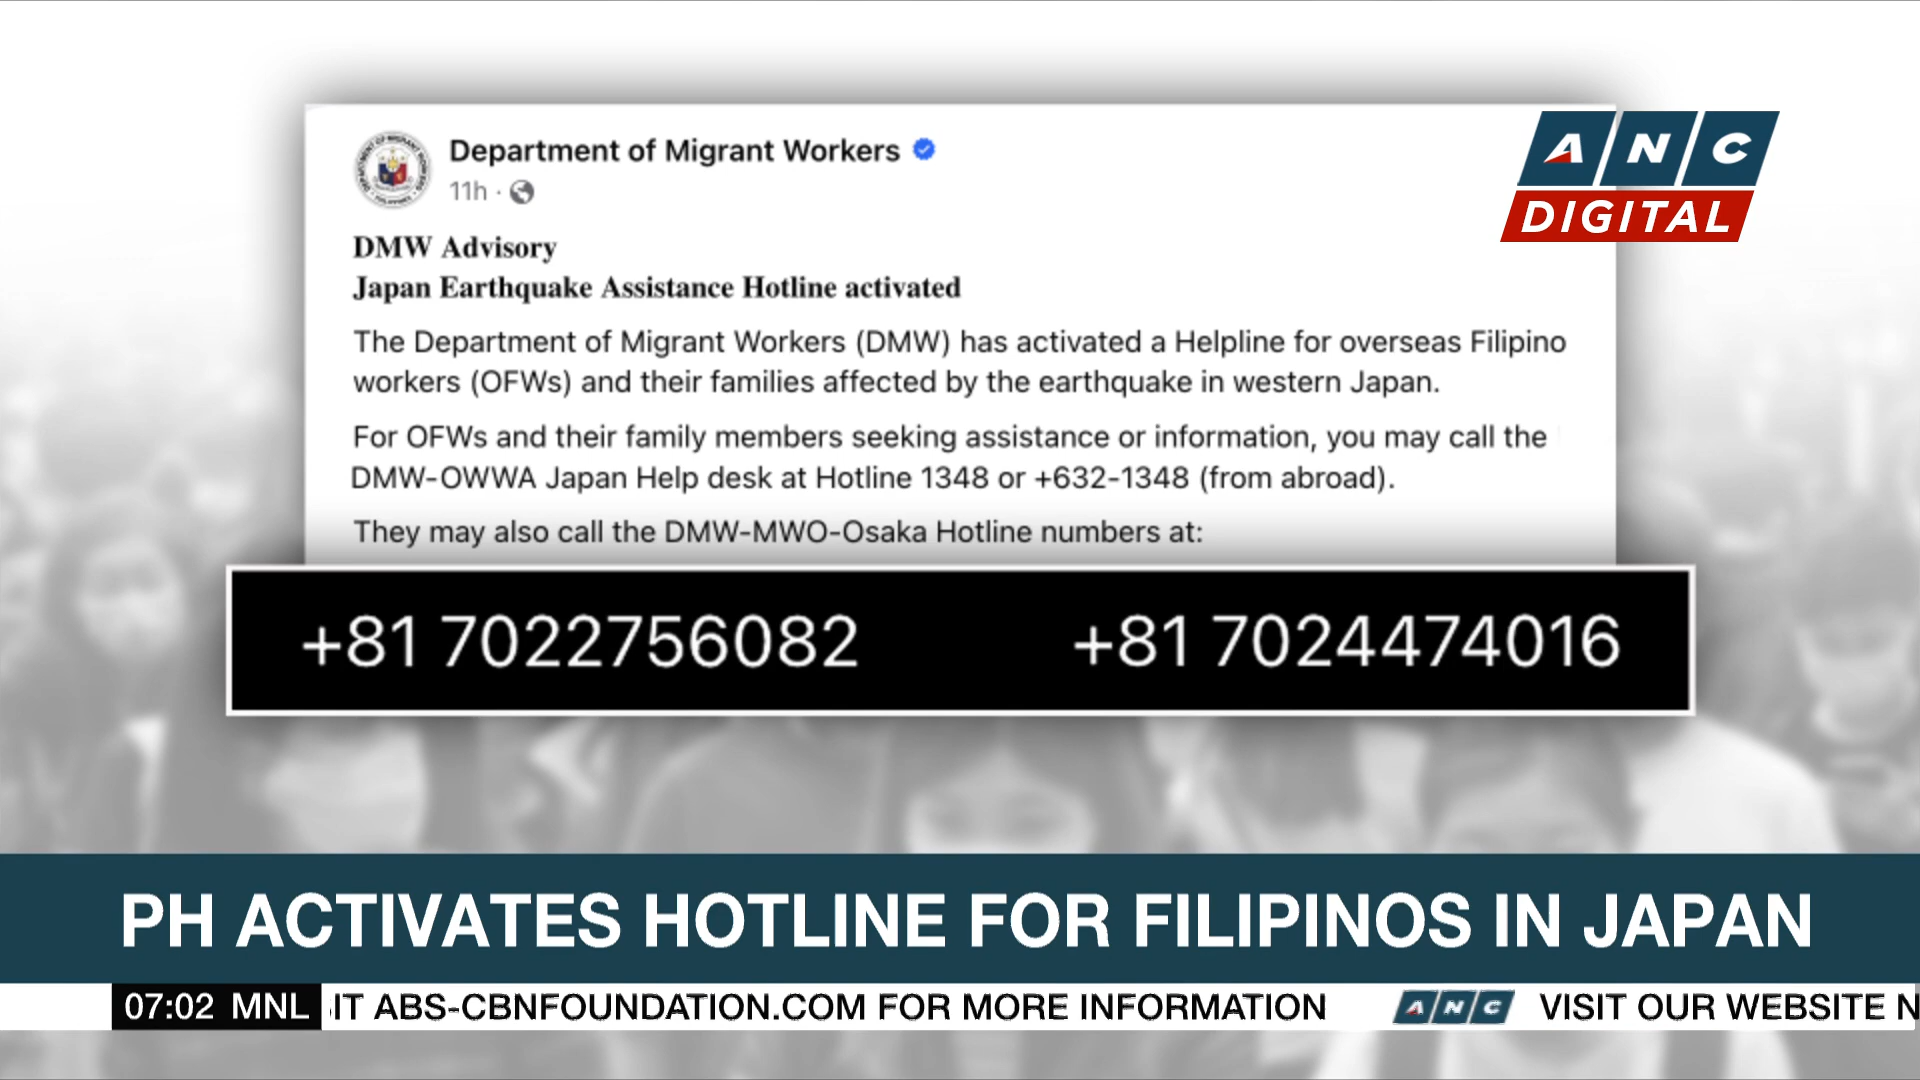 Department of Migrant Workers
11h ·
ANC
DIGITAL
DMW Advisory
Japan Earthquake Assistance Hotline activated
The Department of Migrant Workers (DMW) has activated a Helpline for overseas Filipino
workers (OFWs) and their families affected by the earthquake in western Japan.
For OFWs and their family members seeking assistance or information, you may call the
DMW-OWWA Japan Help desk at Hotline 1348 or +632-1348 (from abroad).
They may also call the DMW-MWO-Osaka Hotline numbers at:
+81 7022756082 +81 7024474016
PH ACTIVATES HOTLINE FOR FILIPINOS IN JAPAN
07:02 MNL IT ABS-CBNFOUNDATION.COM FOR MORE INFORMATION ANC VISIT OUR WEBSITE N